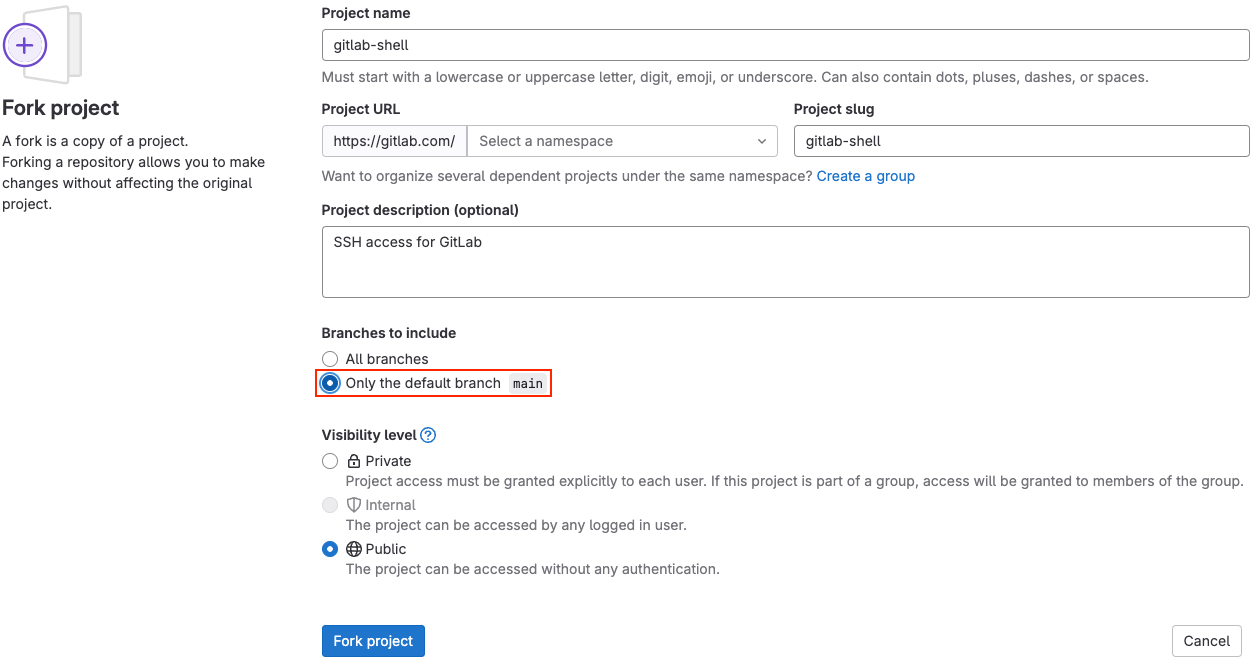 Fork project
A fork is a copy of a project.
Forking a repository allows you to make
changes without affecting the original
project.
Project name
gitlab-shell
Must start with a lowercase or uppercase letter, digit, emoji, or underscore. Can also contain dots, pluses, dashes, or spaces.
Project URL
https://gitlab.com/
Select a namespace
Project slug
gitlab-shell
Want to organize several dependent projects under the same namespace? Create a group
Project description (optional)
SSH access for GitLab
Branches to include
All branches
Only the default branch main
Visibility level
Private
Project access must be granted explicitly to each user. If this project is part of a group, access will be granted to members of the group.
Internal
The project can be accessed by any logged in user.
Public
The project can be accessed without any authentication.
Fork project
Cancel